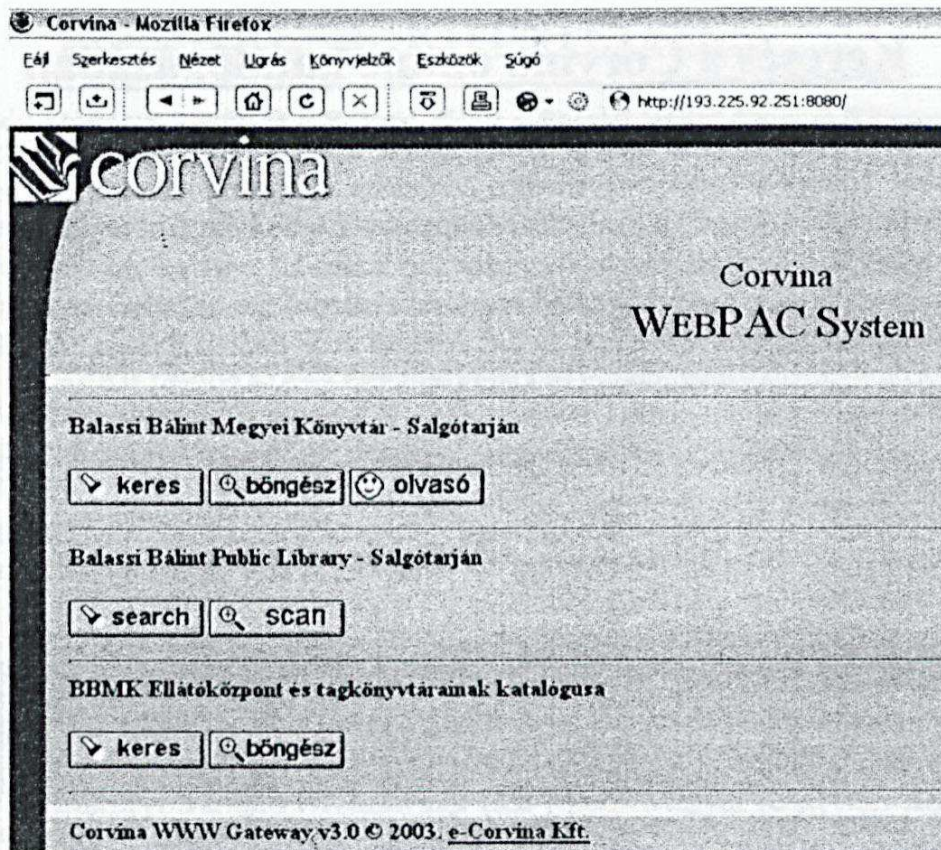 Corvina - Mozilla Firefox
Fájl Szerkesztés Nézet Ugrás Könyvjelzők Eszközök Súgó
http://193.225.92.251:8080/
corvina
Corvina
WEBPAC System
Balassi Bálint Megyei Könyvtár - Salgótarján
keres böngész olvasó
Balassi Bálint Public Library - Salgótarján
search scan
BBMK Ellátóközpont és tagkönyvtárainak katalógusa
keres böngész
Corvina WWW Gateway v3.0 © 2003. e-Corvina Kft.